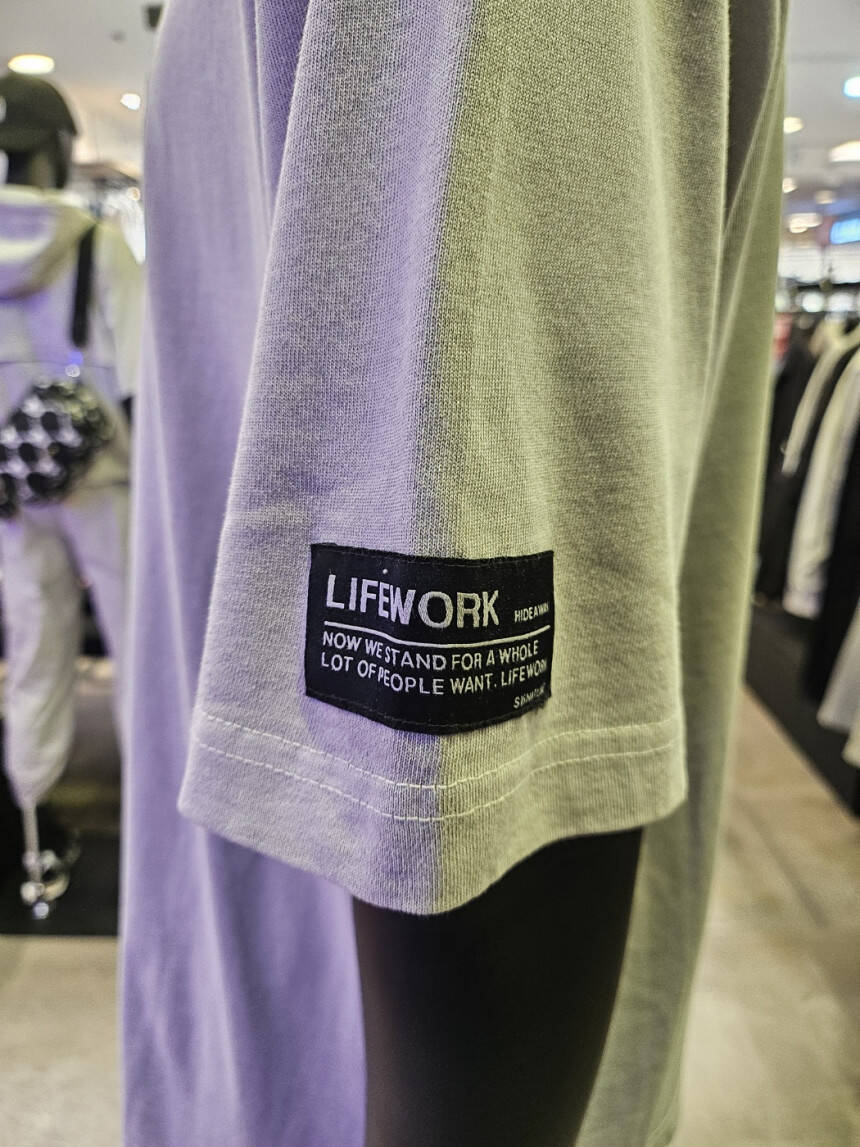 LIFEWORK HIDEAWAY
NOW WE STAND FOR A WHOLE
LOT OF PEOPLE WANT. LIFEWORK